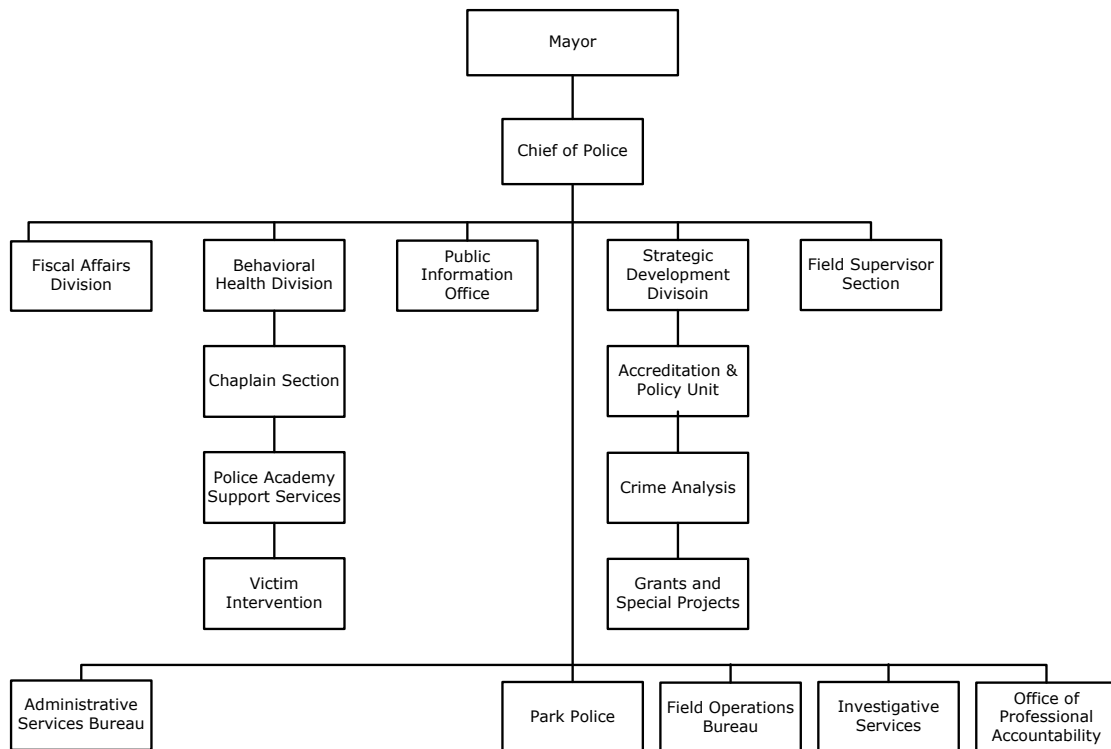 Mayor
Chief of Police
Fiscal Affairs
Division
Behavioral
Health Division
Public
Information
Office
Strategic
Development
Divisoin
Field Supervisor
Section
Chaplain Section
Accreditation &
Policy Unit
Police Academy
Support Services
Crime Analysis
Victim
Intervention
Grants and
Special Projects
Administrative
Services Bureau
Park Police
Field Operations
Bureau
Investigative
Services
Office of
Professional
Accountability